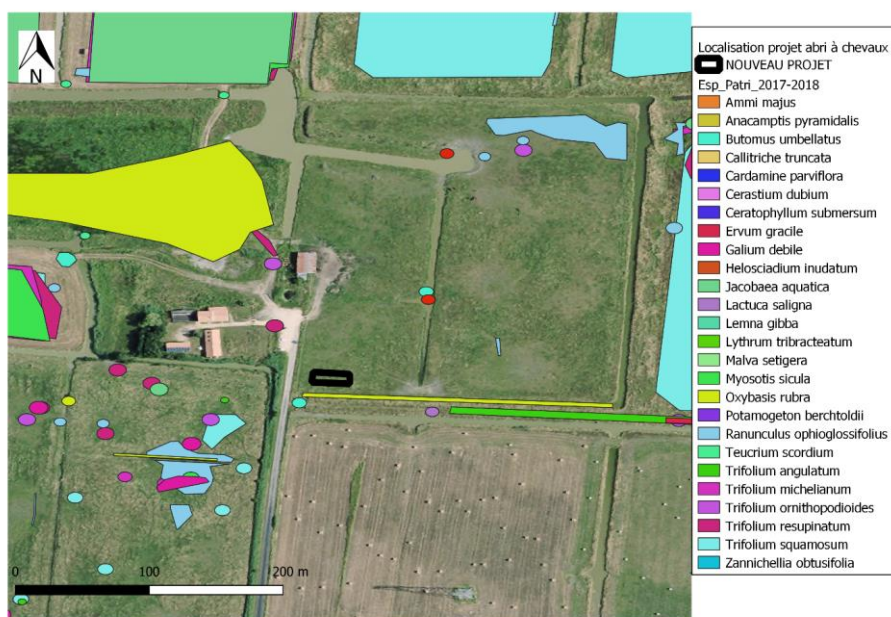 N
0 100 200 m
Localisation projet abri à chevaux
NOUVEAU PROJET
Esp_Patri_2017-2018
Ammi majus
Anacamptis pyramidalis
Butomus umbellatus
Callitriche truncata
Cardamine parviflora
Cerastium dubium
Ceratophyllum submersum
Ervum gracile
Galium debile
Helosciadium inudatum
Jacobaea aquatica
Lactuca saligna
Lemna gibba
Lythrum tribracteatum
Malva setigera
Myosotis sicula
Oxybasis rubra
Potamogeton berchtoldii
Ranunculus ophioglossifolius
Teucrium scordium
Trifolium angulatum
Trifolium michelianum
Trifolium ornithopodioides
Trifolium resupinatum
Trifolium squamosum
Zannichellia obtusifolia